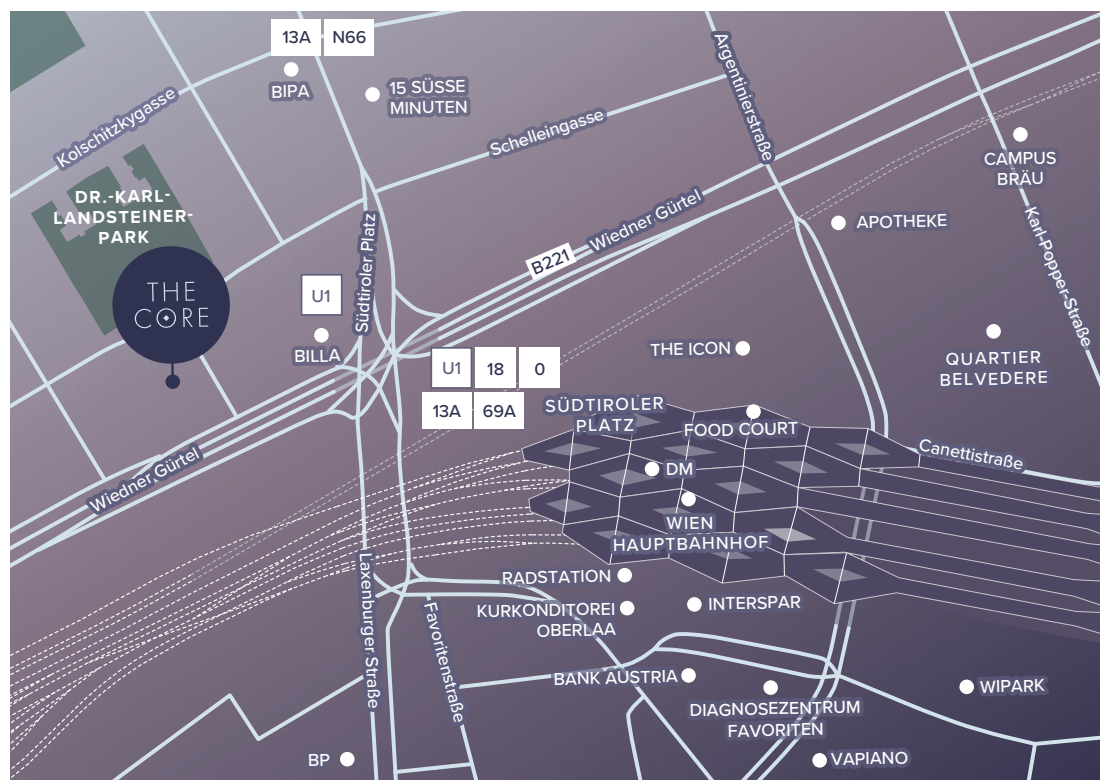 13A
N66
BIPA
15 SÜSSE
MINUTEN
Kolschitzkygasse
Schelleingasse
Argentinierstraße
CAMPUS
BRÄU
DR.-KARL-
LANDSTEINER-
PARK
THE
CORE
Südtiroler Platz
Wiedner Gürtel
B221
APOTHEKE
Karl-Popper-Straße
U1
BILLA
THE ICON
QUARTIER
BELVEDERE
U1
18
0
13A
69A
SÜDTIROLER
PLATZ
FOOD COURT
Canettistraße
Wiedner Gürtel
DM
WIEN
HAUPTBAHNHOF
RADSTATION
KURKONDITOREI
OBERLAA
INTERSPAR
Laxenburger Straße
Favoritenstraße
BANK AUSTRIA
DIAGNOSEZENTRUM
FAVORITEN
WIPARK
BP
VAPIANO